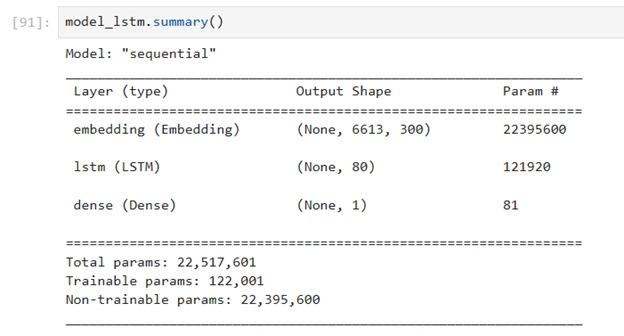 [91]: model_lstm.summary()
Model: "sequential"
Layer (type) Output Shape Param #
embedding (Embedding) (None, 6613, 300) 22395600
lstm (LSTM) (None, 80) 121920
dense (Dense) (None, 1) 81
Total params: 22,517,601
Trainable params: 122,001
Non-trainable params: 22,395,600